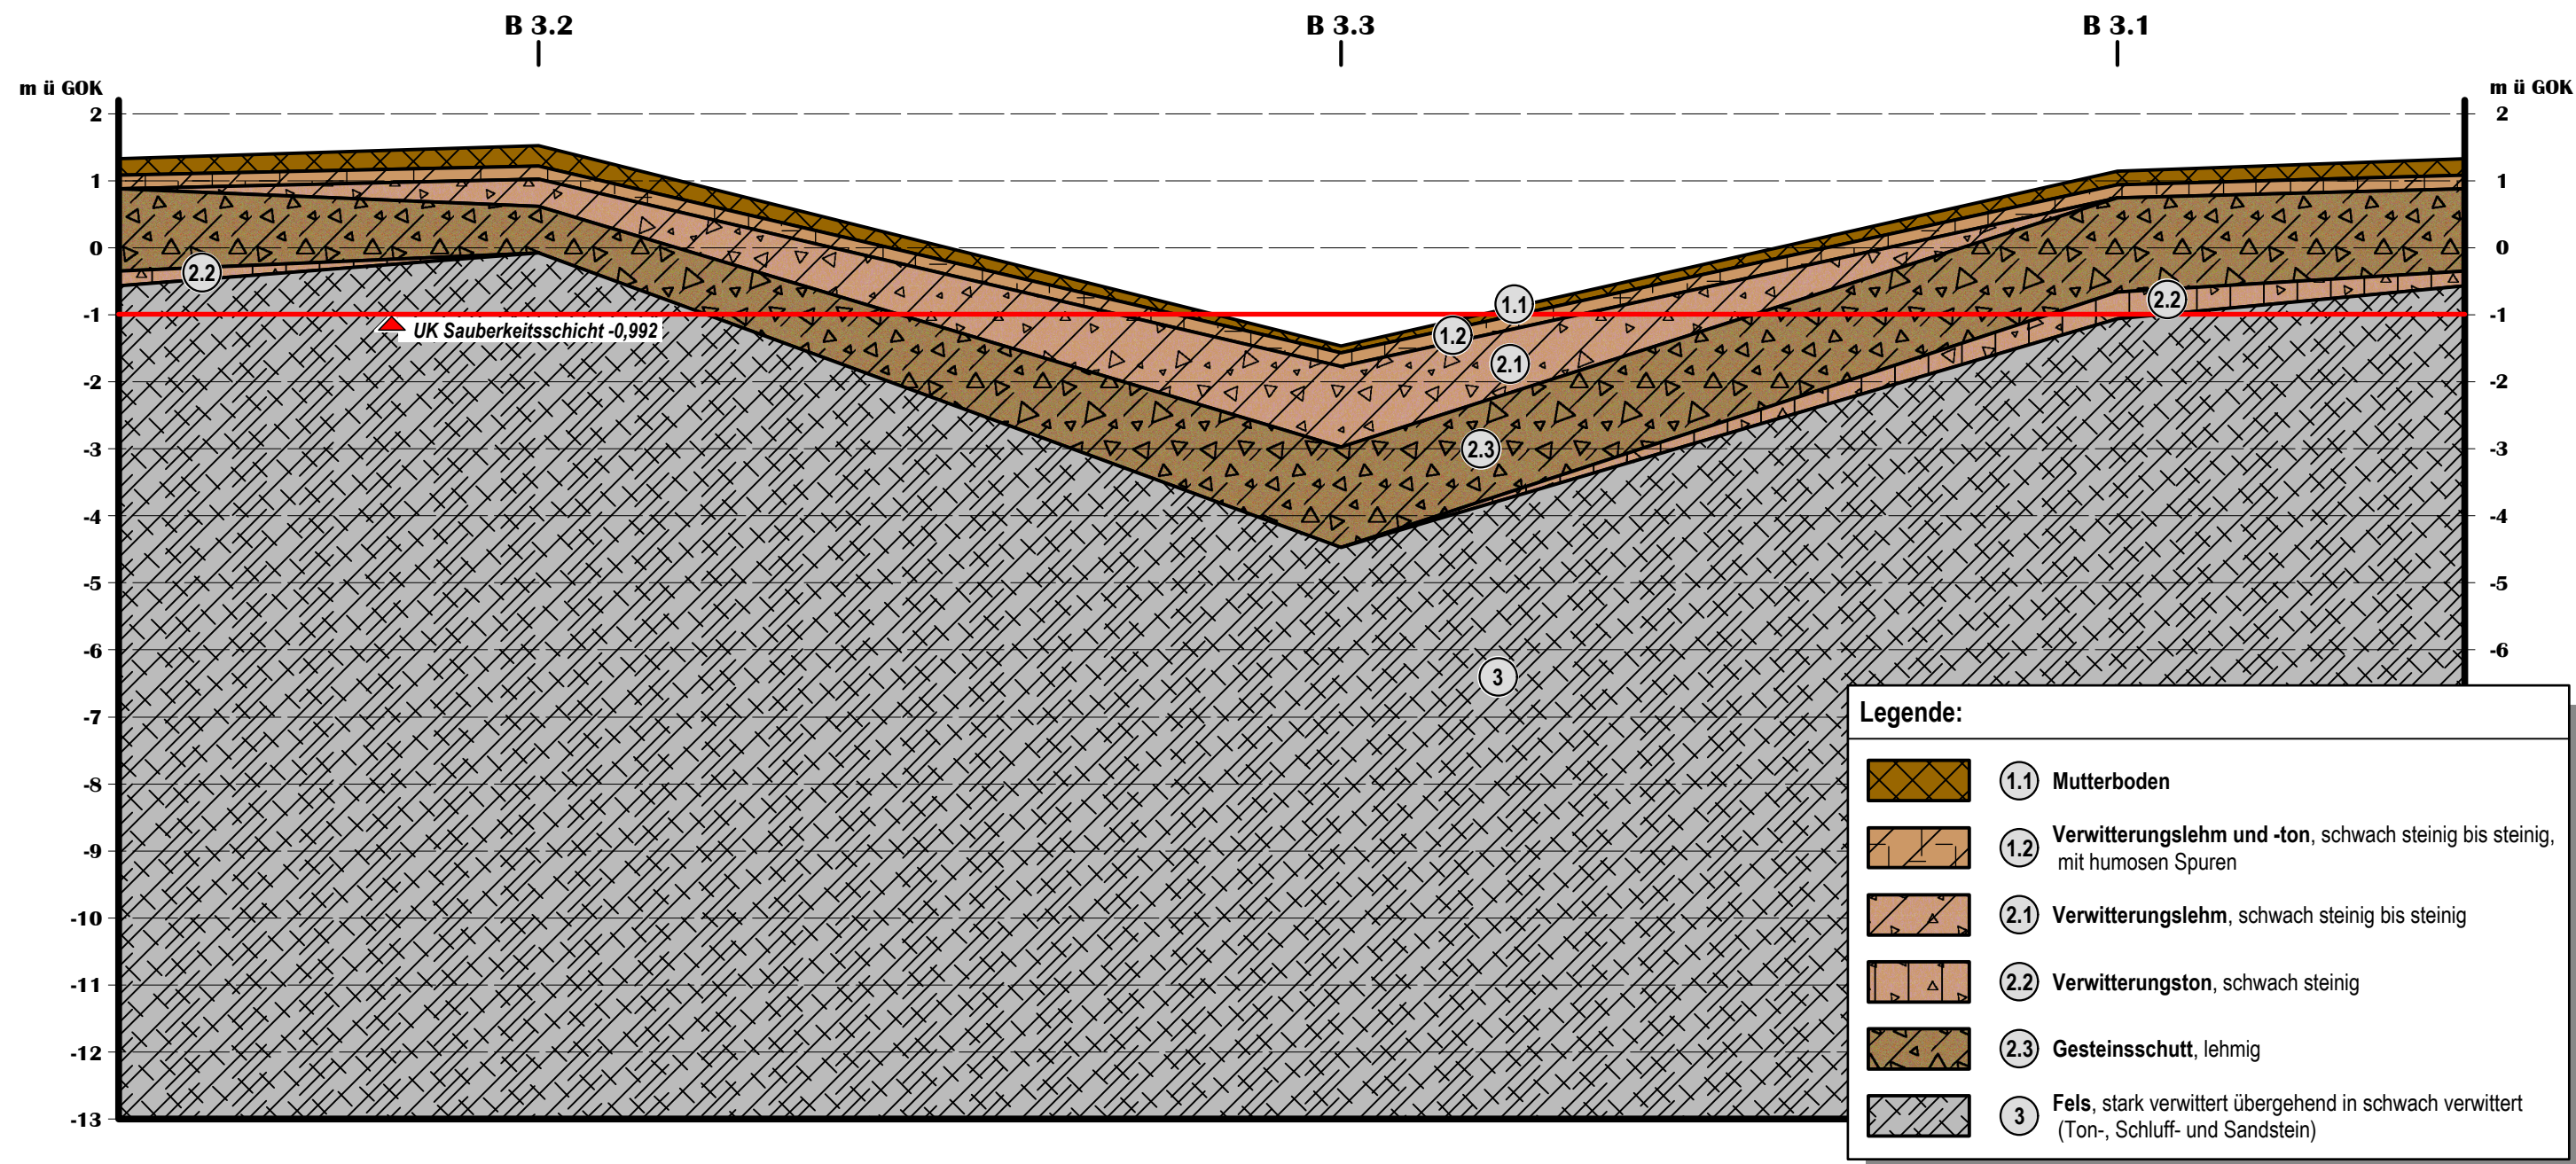 B 3.2 B 3.3 B 3.1
m ü GOK m ü GOK
2 2
1 1
0 0
2.2
2.2
1.1
-1 -1
UK Sauberkeitsschicht -0,992
1.2
2.1
-2 -2
-3 -3
2.3
-4 -4
-5 -5
-6 -6
3
-7
-8
-9
-10
-11
-12
-13
Legende:
1.1 Mutterboden
1.2 Verwitterungslehm und -ton, schwach steinig bis steinig,
mit humosen Spuren
2.1 Verwitterungslehm, schwach steinig bis steinig
2.2 Verwitterungston, schwach steinig
2.3 Gesteinsschutt, lehmig
3 Fels, stark verwittert übergehend in schwach verwittert
(Ton-, Schluff- und Sandstein)